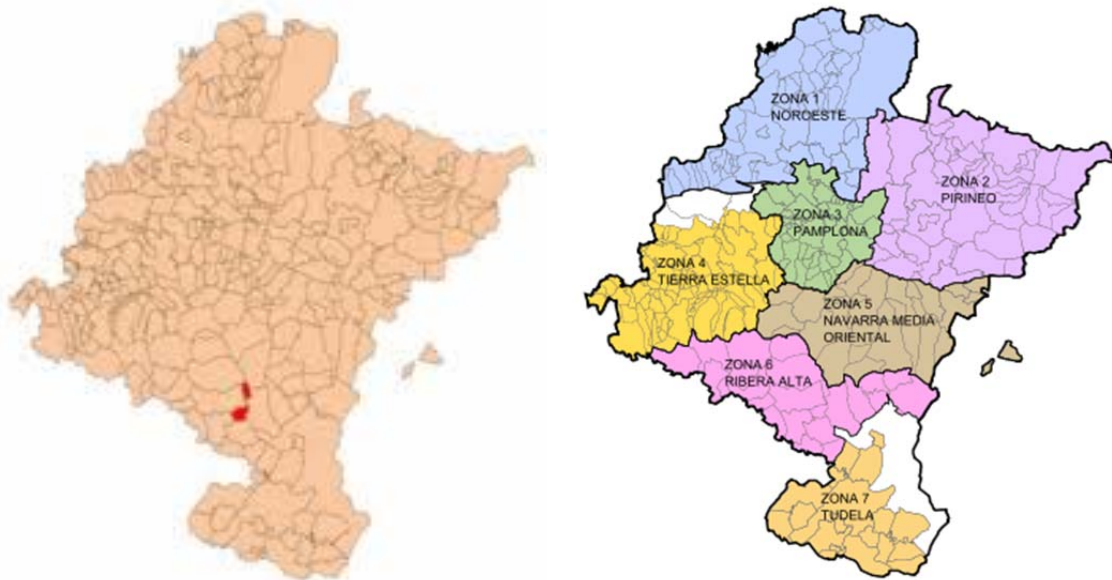 ZONA 1
NOROESTE
ZONA 2
PIRINEO
ZONA 3
PAMPLONA
ZONA 4
TIERRA ESTELLA
ZONA 5
NAVARRA MEDIA
ORIENTAL
ZONA 6
RIBERA ALTA
ZONA 7
TUDELA